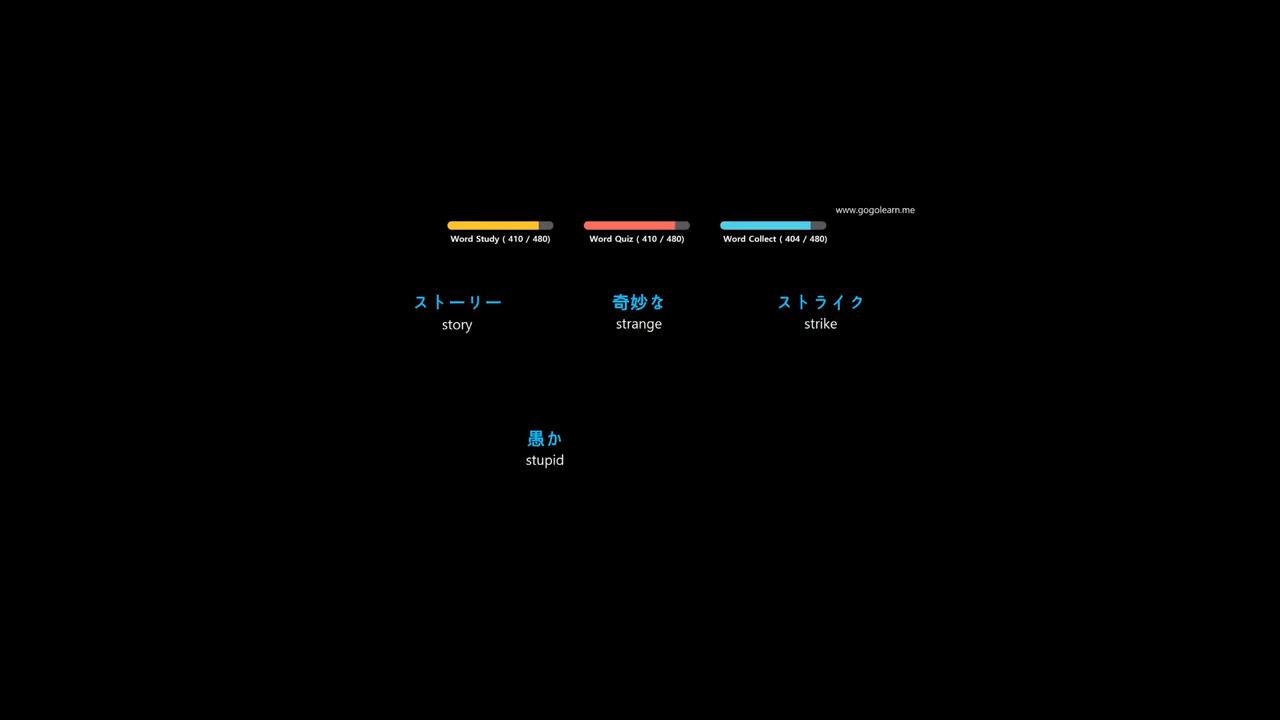 www.gogolearn.me
Word Study ( 410 / 480)
Word Quiz ( 410 / 480)
Word Collect ( 404 / 480)
ストーリー
story
奇妙な
strange
ストライク
strike
愚か
stupid